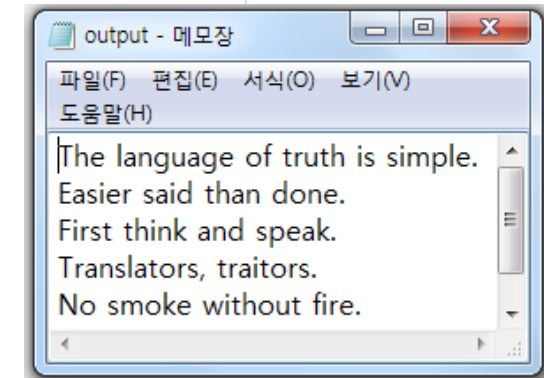 output - 메모장
파일(F) 편집(E) 서식(O) 보기(V)
도움말(H)
The language of truth is simple.
Easier said than done.
First think and speak.
Translators, traitors.
No smoke without fire.